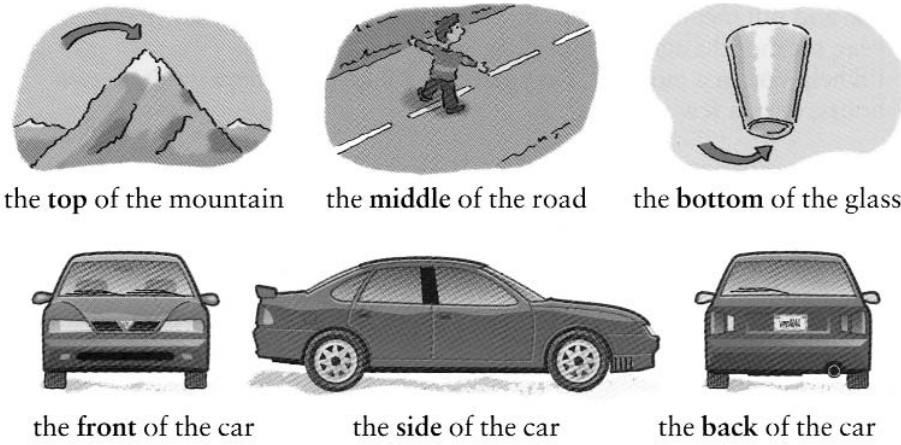 the top of the mountain
the middle of the road
the bottom of the glass
the front of the car
the side of the car
the back of the car